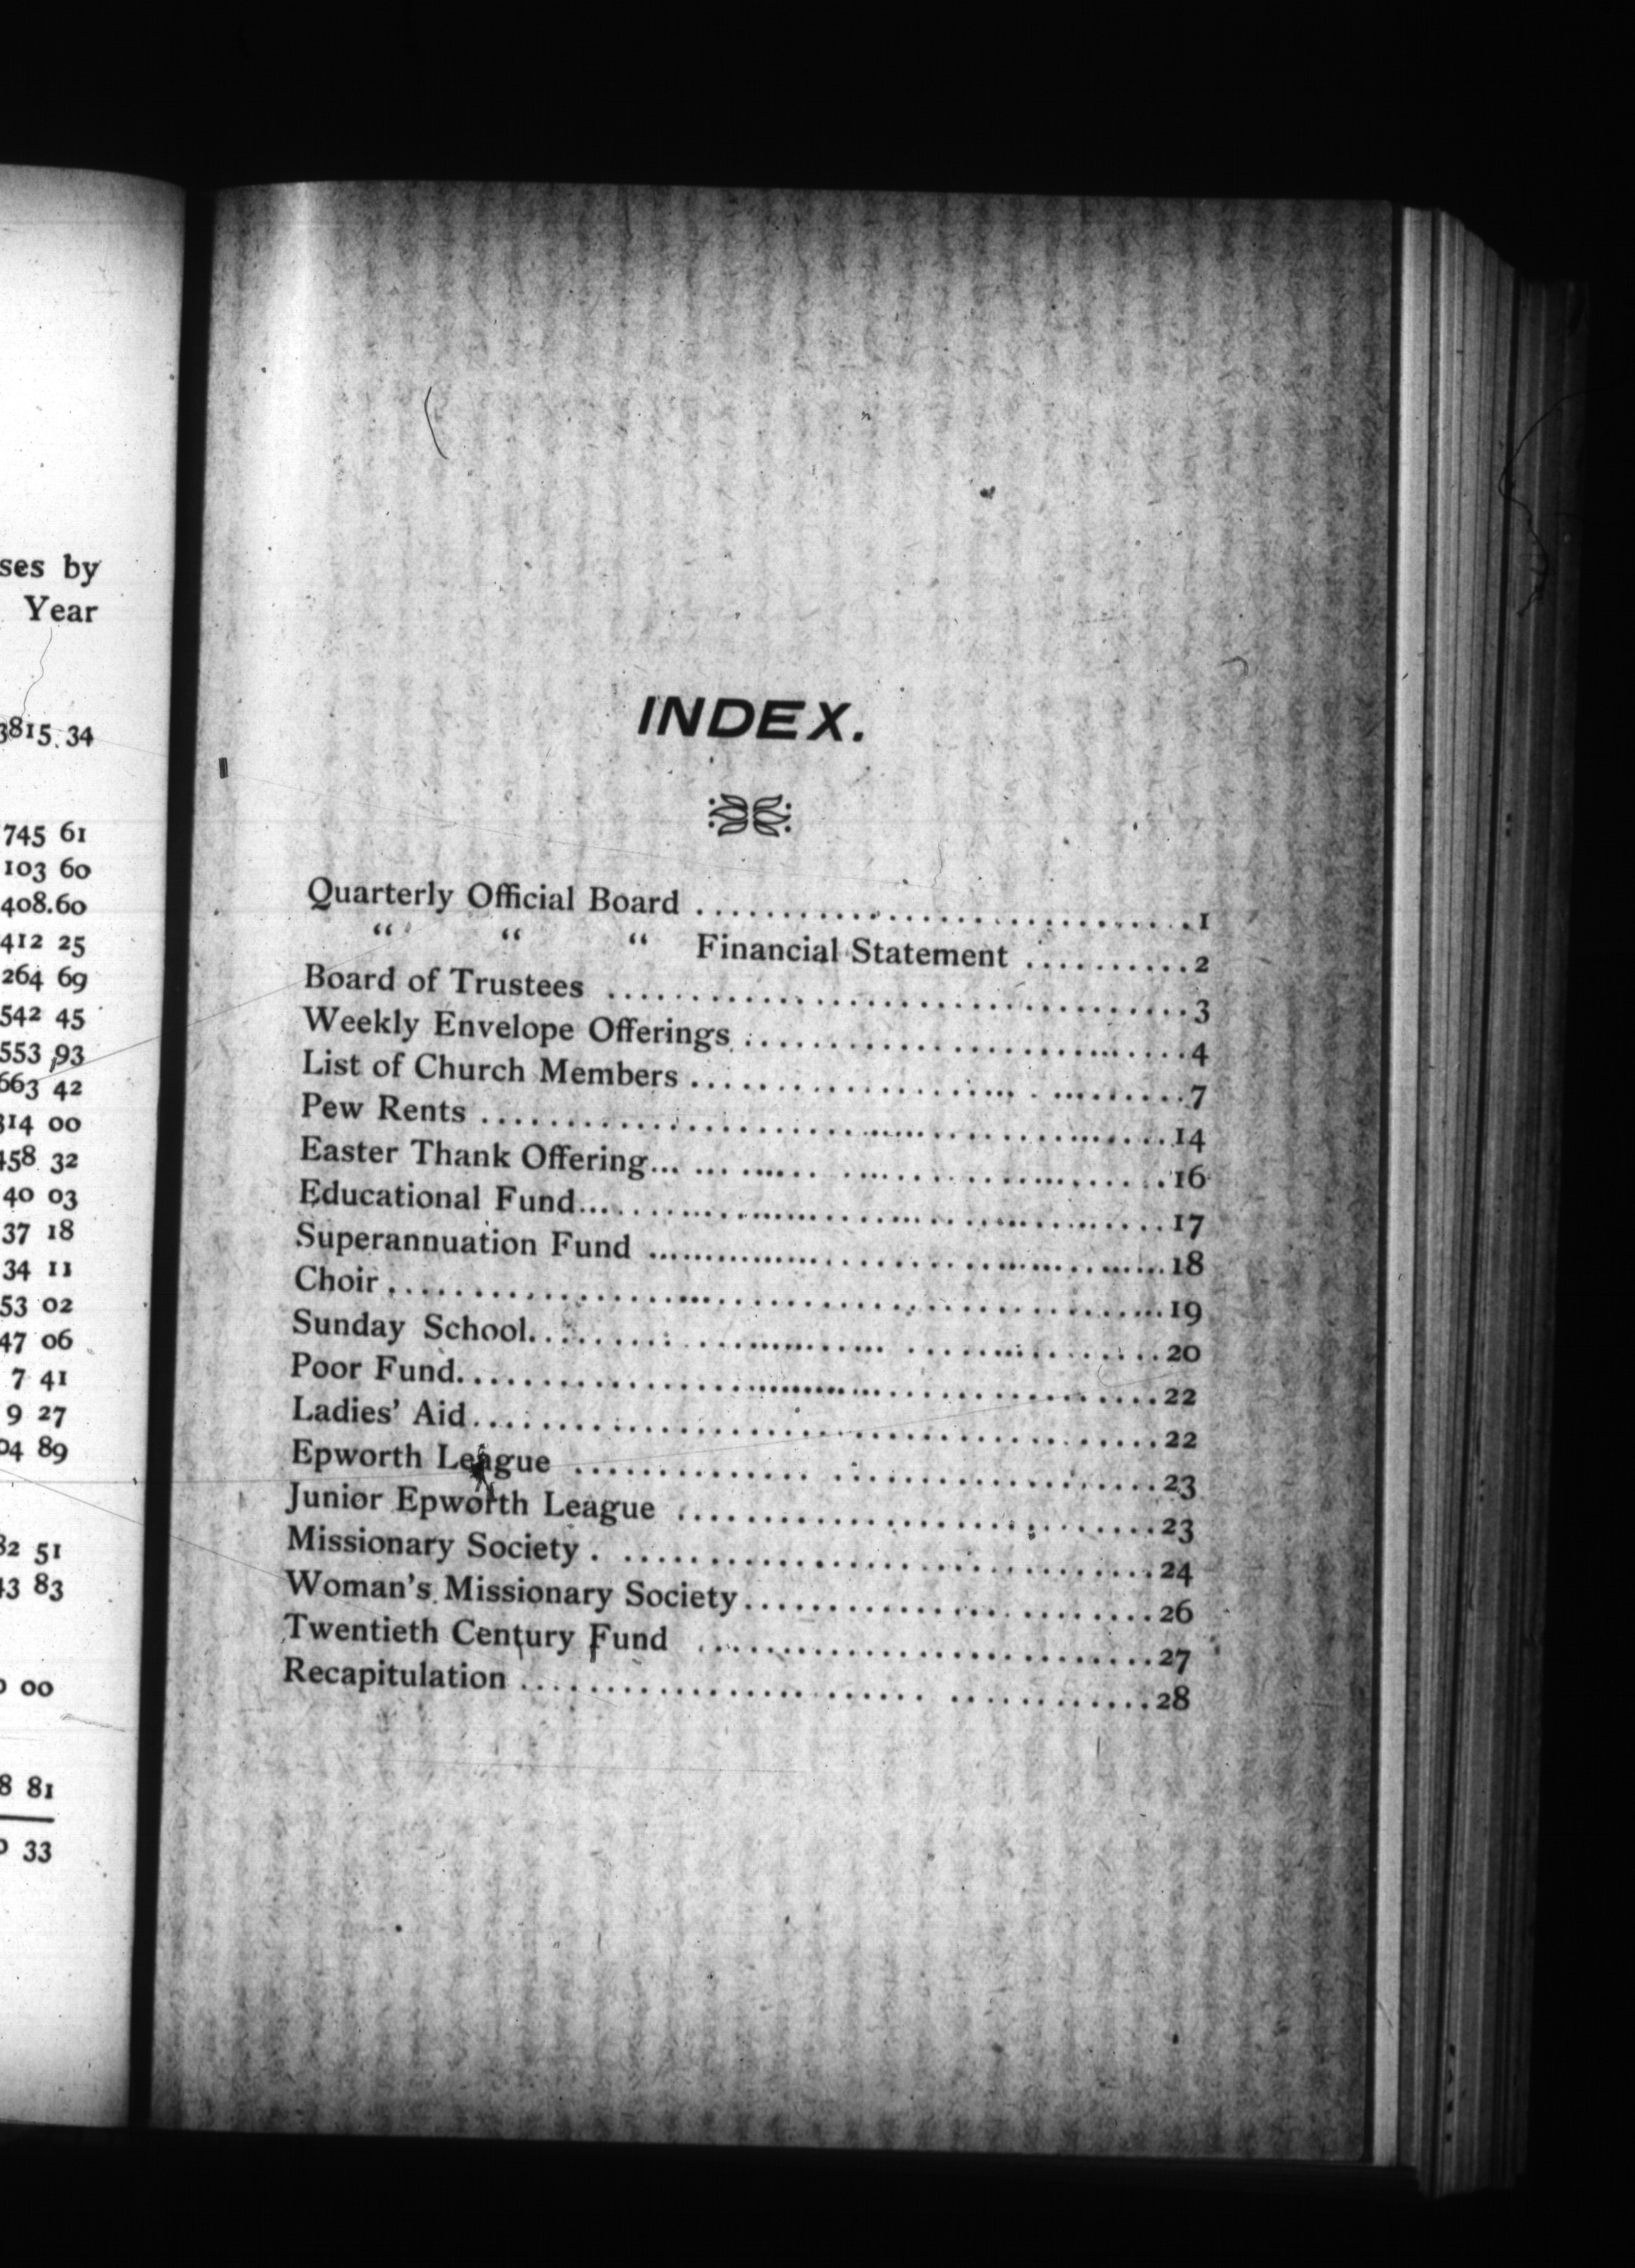 ses by
Year
3815.34
745 61
103 60
408.60
412 25
264 69
542 45
553 93
663 42
314 00
458 32
40 03
37 18
34 11
53 02
47 06
7 41
9 27
04 89
82 51
43 83
00
8 81
33
INDEX.
Quarterly Official Board ..............................1
“ “ “ Financial Statement ..........2
Board of Trustees ...................................3
Weekly Envelope Offerings ...........................4
List of Church Members ..............................7
Pew Rents ..........................................14
Easter Thank Offering... ... ...... ...................16
Educational Fund....................................17
Superannuation Fund ................................18
Choir ..............................................19
Sunday School......... ........... ................20
Poor Fund..........................................22
Ladies’ Aid.........................................22
Epworth League .............. .....................23
Junior Epworth League .............................23
Missionary Society . ................................24
Woman’s Missionary Society.........................26
Twentieth Century Fund ............................27
Recapitulation ........................ ............28